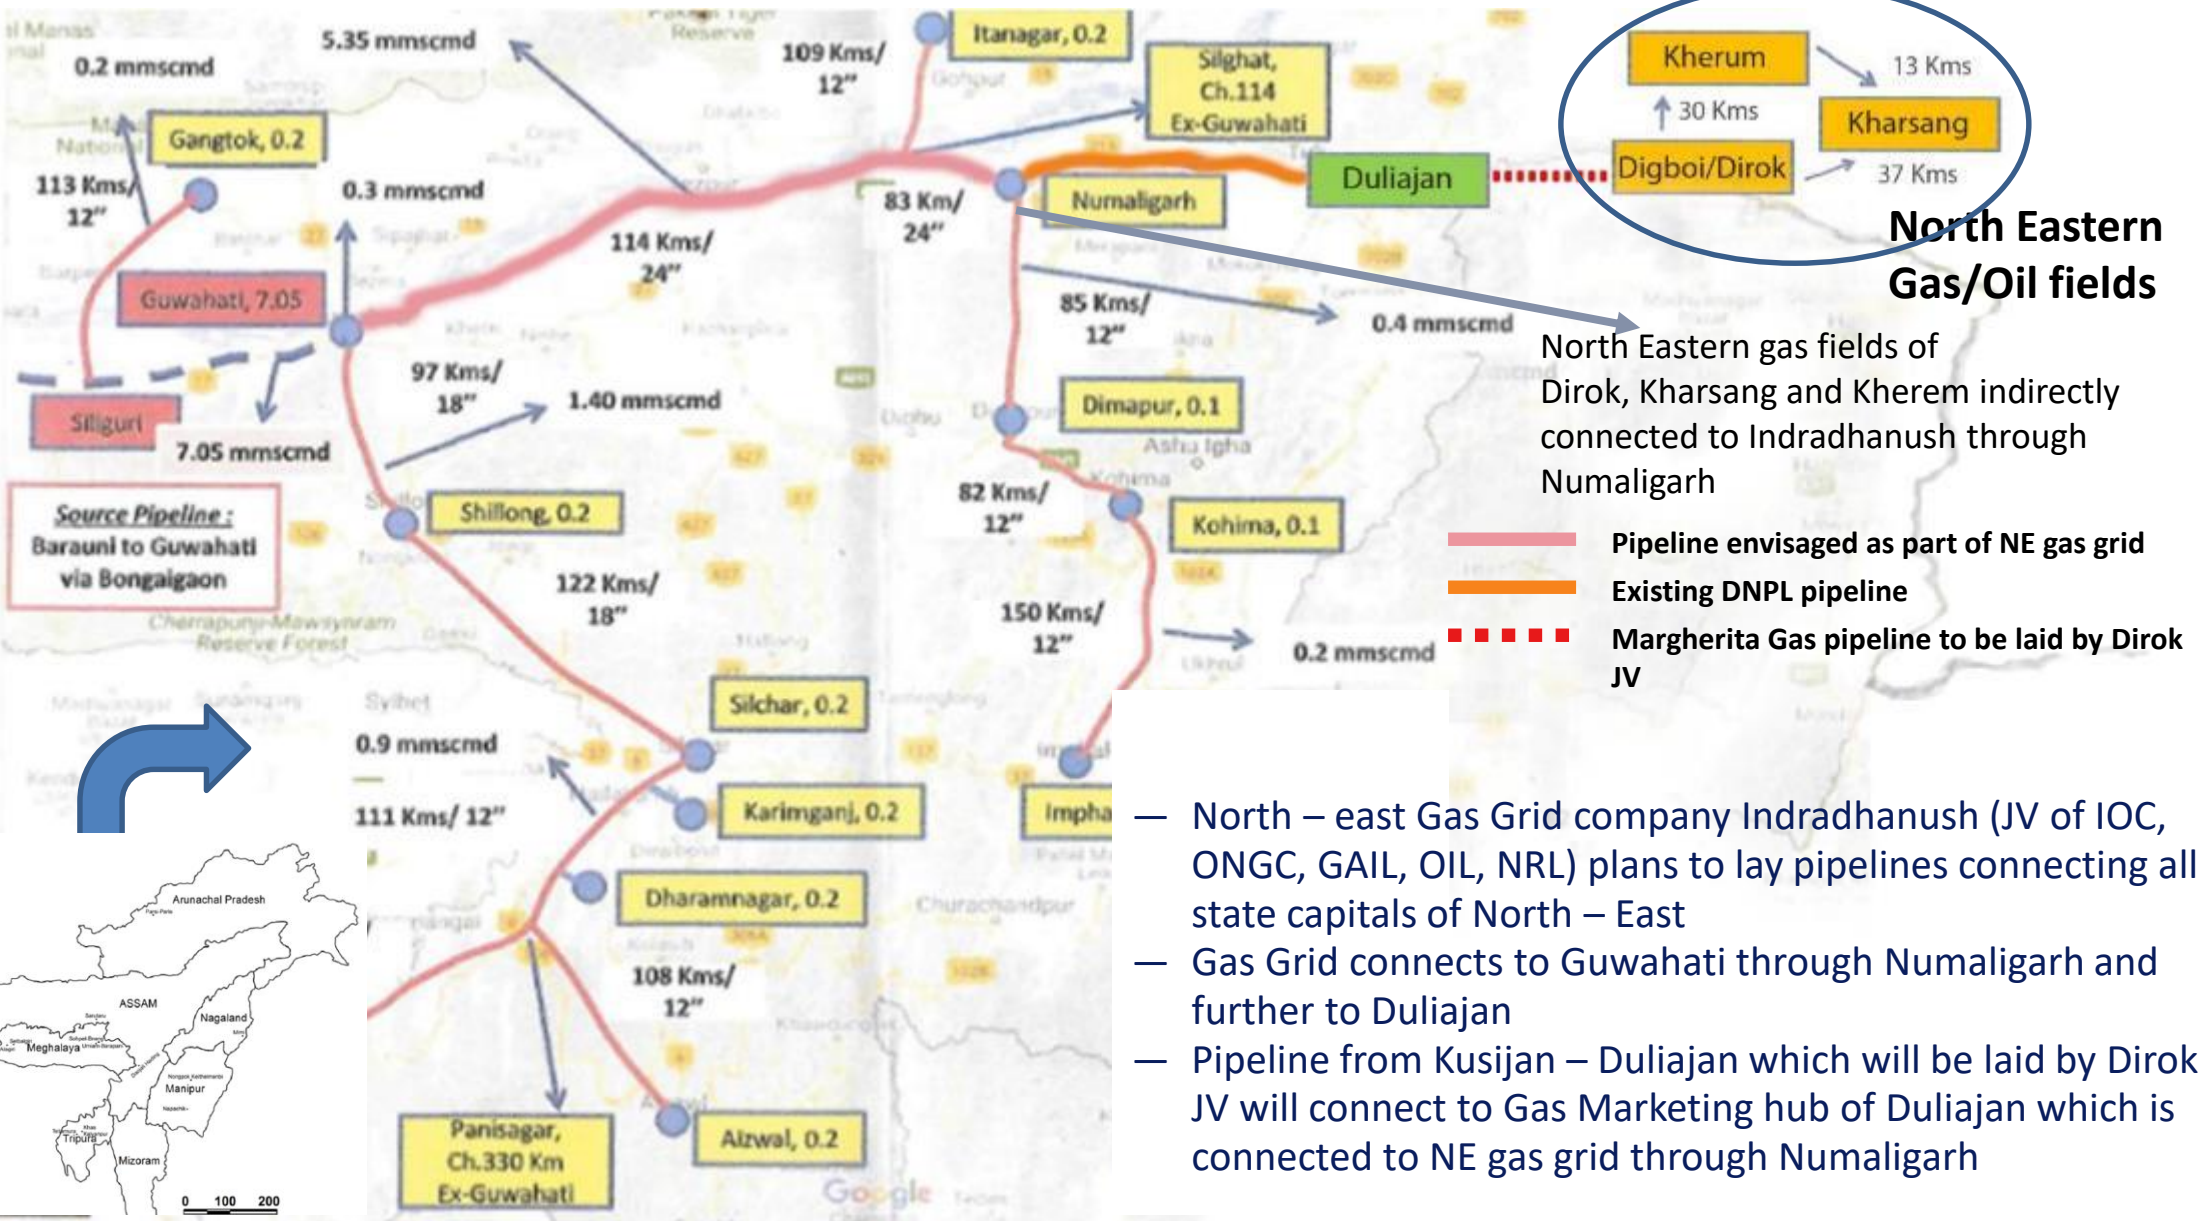 5.35 mmscmd
0.2 mmscmd
109 Kms/
12"
Itanagar, 0.2
Silghat,
Ch.114
Ex-Guwahati
Kherum
13 Kms
30 Kms
Kharsang
Digboi/Dirok
37 Kms
Gangtok, 0.2
113 Kms/
12"
0.3 mmscmd
Duliajan
Numaligarh
83 Km/
24"
114 Kms/
24"
North Eastern
Gas/Oil fields
Guwahati, 7.05
85 Kms/
12"
0.4 mmscmd
North Eastern gas fields of
Dirok, Kharsang and Kherem indirectly
connected to Indradhanush through
Numaligarh
97 Kms/
18"
1.40 mmscmd
Siliguri
7.05 mmscmd
Dimapur, 0.1
Ashu Igha
Kohima
Source Pipeline :
Barauni to Guwahati
via Bongaigaon
Shillong, 0.2
82 Kms/
12"
Kohima, 0.1
Pipeline envisaged as part of NE gas grid
Existing DNPL pipeline
Margherita Gas pipeline to be laid by Dirok
JV
122 Kms/
18"
150 Kms/
12"
0.2 mmscmd
Cherrapunji-Mawsynram
Reserve Forest
Sylhet
Silchar, 0.2
0.9 mmscmd
111 Kms/ 12"
Karimganj, 0.2
Impha
Dharamnagar, 0.2
Churachandpur
108 Kms/
12"
Panisagar,
Ch.330 Km
Ex-Guwahati
Aizwal, 0.2
Google
— North – east Gas Grid company Indradhanush (JV of IOC,
ONGC, GAIL, OIL, NRL) plans to lay pipelines connecting all
state capitals of North – East
— Gas Grid connects to Guwahati through Numaligarh and
further to Duliajan
— Pipeline from Kusijan – Duliajan which will be laid by Dirok
JV will connect to Gas Marketing hub of Duliajan which is
connected to NE gas grid through Numaligarh
Arunachal Pradesh
ASSAM
Nagaland
Meghalaya
Manipur
Tripura
Mizoram
0 100 200